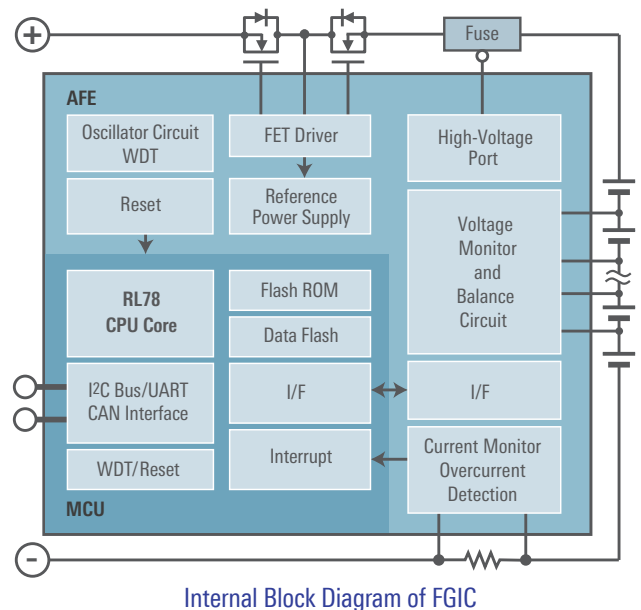 +
Fuse
AFE
Oscillator Circuit
WDT
FET Driver
High-Voltage
Port
Reset
Reference
Power Supply
Voltage
Monitor
and
Balance
Circuit
RL78
CPU Core
Flash ROM
Data Flash
I²C Bus/UART
CAN Interface
I/F
I/F
WDT/Reset
Interrupt
Current Monitor
Overcurrent
Detection
MCU
-
Internal Block Diagram of FGIC